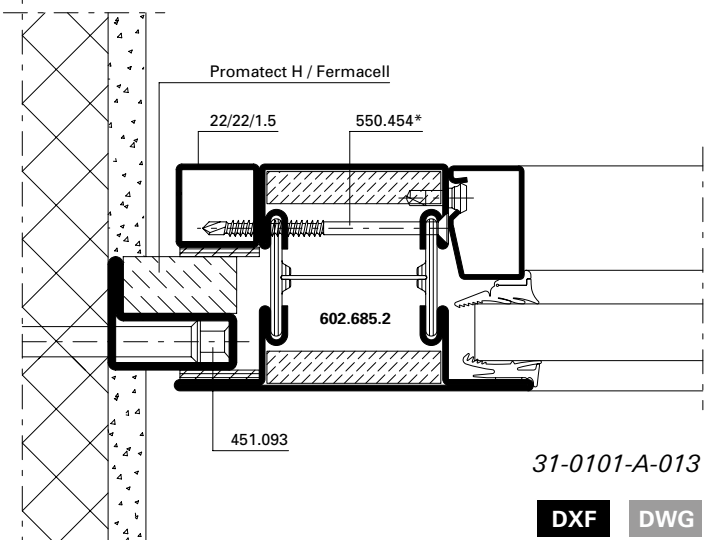 Promatect H / Fermacell
22/22/1.5
550.454*
602.685.2
451.093
31-0101-A-013
DXF
DWG